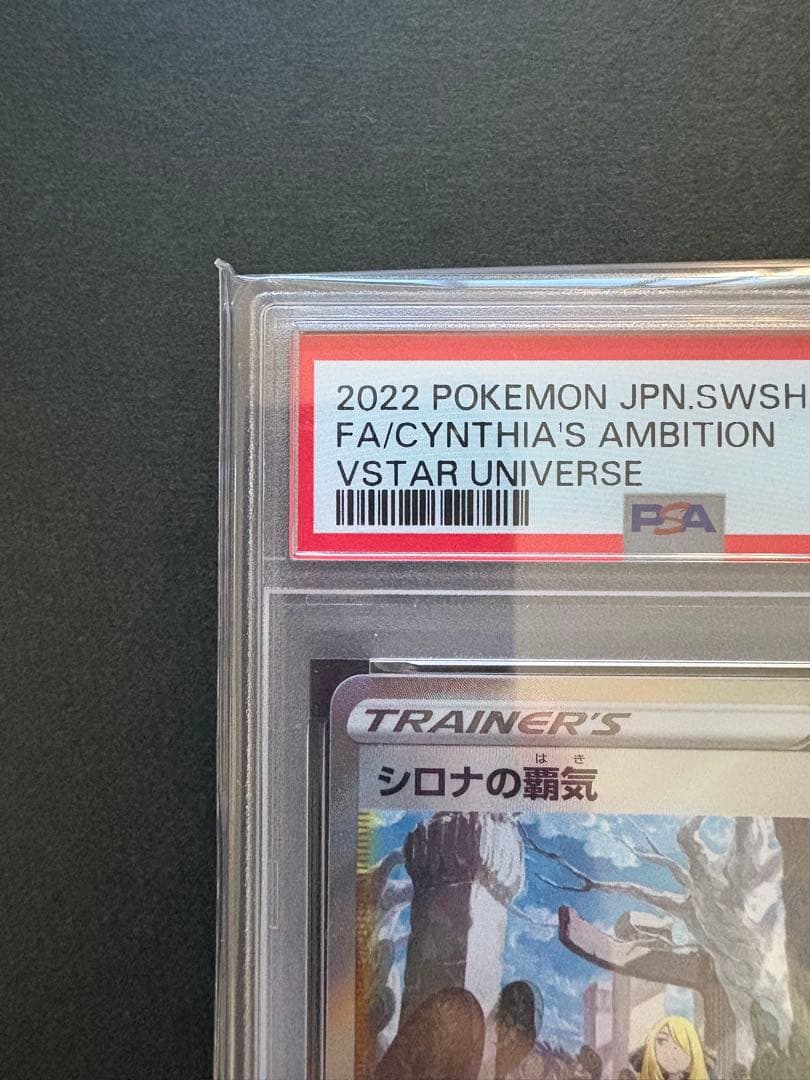 2022 POKEMON JPN.SWSH
FA/CYNTHIA'S AMBITION
VSTAR UNIVERSE
PSA
TRAINER'S
はき
シロナの覇気